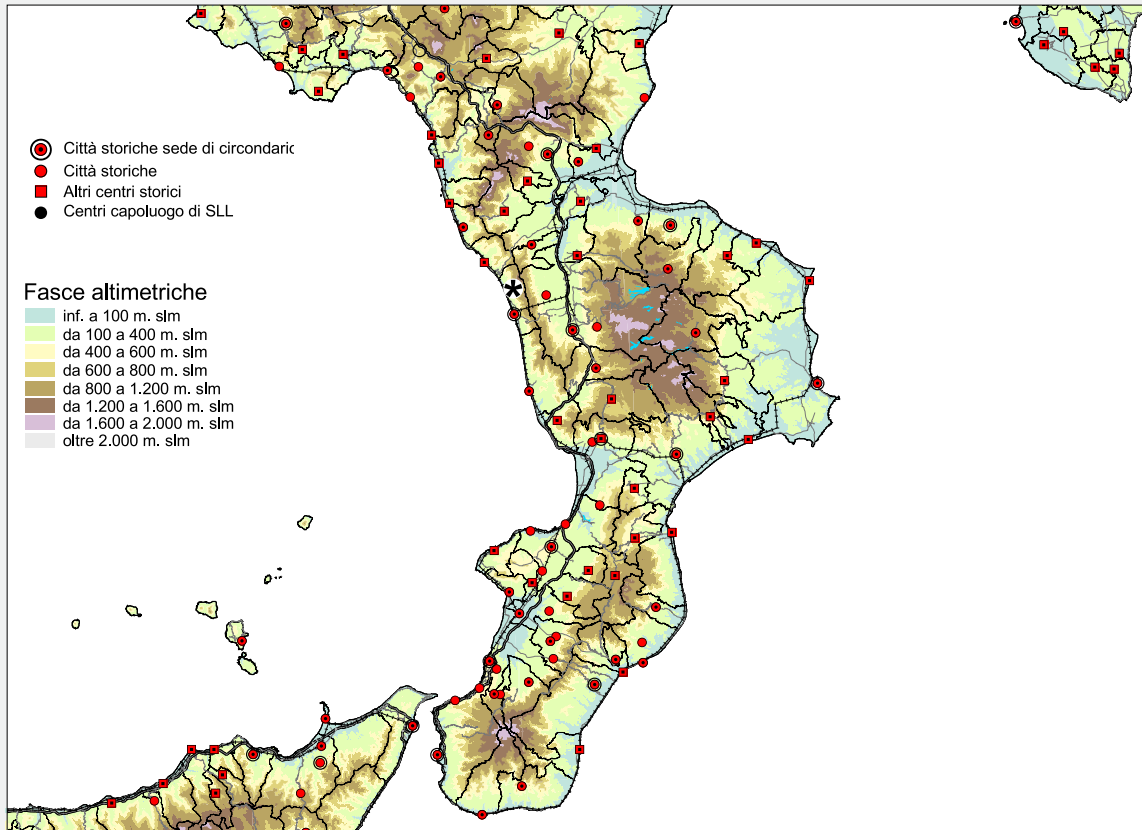 Città storiche sede di circondaric
Città storiche
Altri centri storici
Centri capoluogo di SLL
*
Fasce altimetriche
inf. a 100 m. slm
da 100 a 400 m. slm
da 400 a 600 m. slm
da 600 a 800 m. slm
da 800 a 1.200 m. slm
da 1.200 a 1.600 m. slm
da 1.600 a 2.000 m. slm
oltre 2.000 m. slm